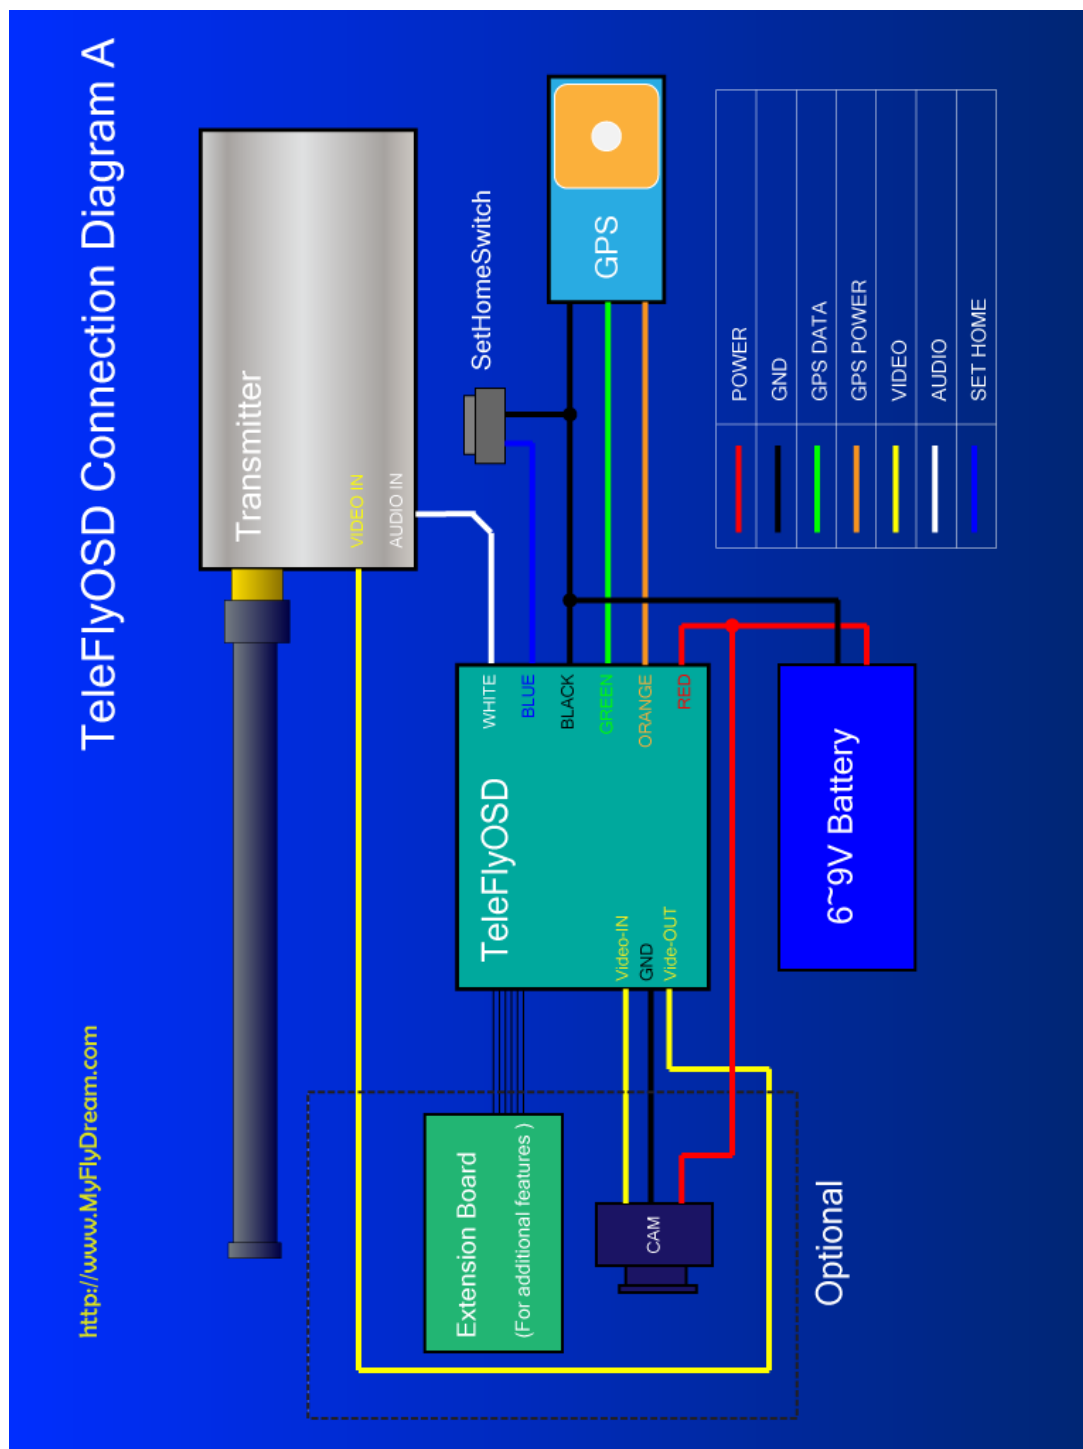 TeleFlyOSD Connection Diagram A
http://www.MyFlyDream.com
Transmitter
VIDEO IN
AUDIO IN
SetHomeSwitch
GPS
Extension Board
(For additional features )
TeleFlyOSD
WHITE
BLUE
BLACK
GREEN
ORANGE
RED
Video-IN
GND
Vide-OUT
CAM
Optional
6~9V Battery
POWER
GND
GPS DATA
GPS POWER
VIDEO
AUDIO
SET HOME